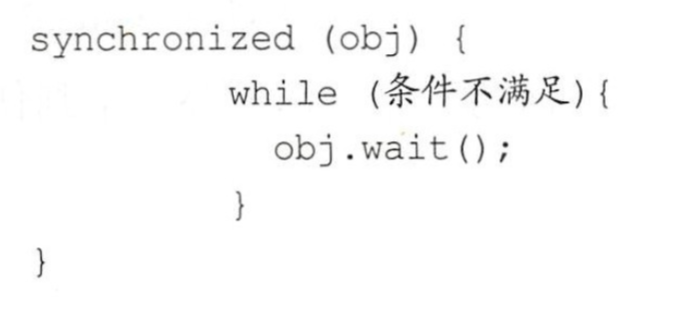 synchronized (obj) {
while (条件不满足){
obj.wait();
}
}